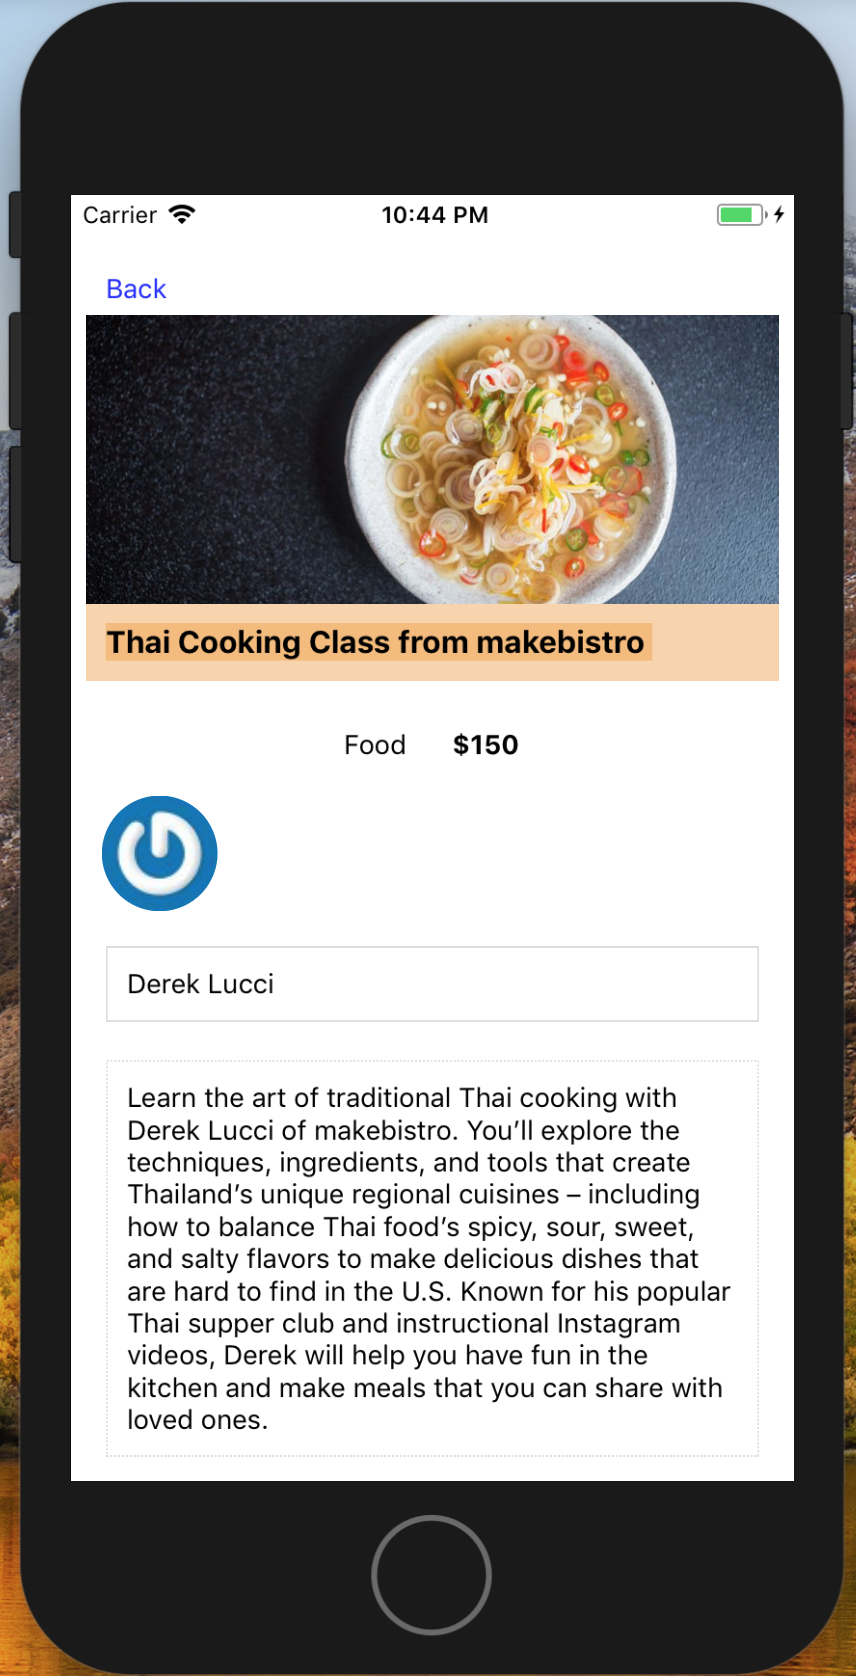 Carrier
10:44 PM
Back
Thai Cooking Class from makebistro
Food $150
Derek Lucci
Learn the art of traditional Thai cooking with
Derek Lucci of makebistro. You’ll explore the
techniques, ingredients, and tools that create
Thailand’s unique regional cuisines – including
how to balance Thai food’s spicy, sour, sweet,
and salty flavors to make delicious dishes that
are hard to find in the U.S. Known for his popular
Thai supper club and instructional Instagram
videos, Derek will help you have fun in the
kitchen and make meals that you can share with
loved ones.